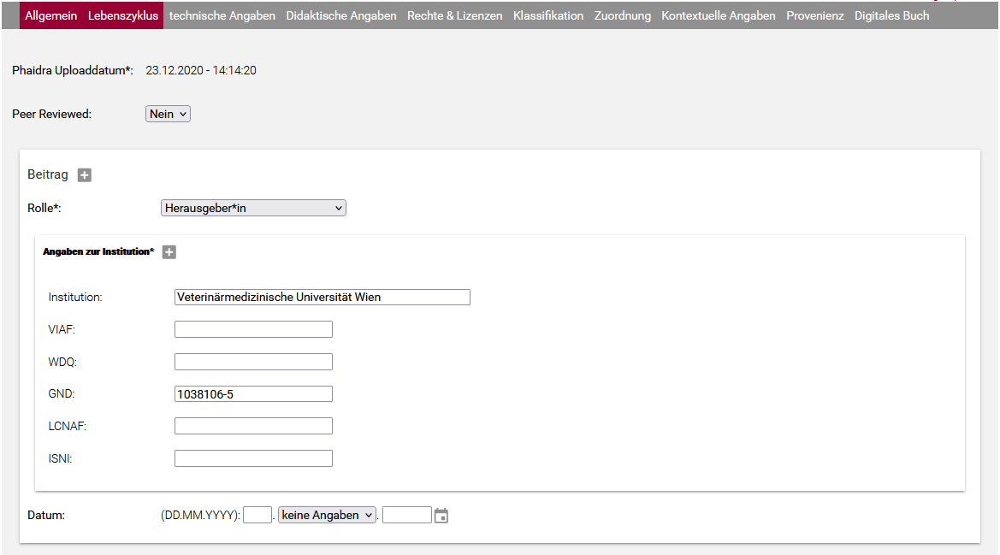 Allgemein Lebenszyklus technische Angaben Didaktische Angaben Rechte & Lizenzen Klassifikation Zuordnung Kontextuelle Angaben Provenienz Digitales Buch
Phaidra Uploaddatum*: 23.12.2020 - 14:14:20
Peer Reviewed: Nein
Beitrag
Rolle*: Herausgeber*in
Angaben zur Institution*
Institution: Veterinärmedizinische Universität Wien
VIAF:
WDQ:
GND: 1038106-5
LCNAF:
ISNI:
Datum: (DD.MM.YYYY): . keine Angaben .